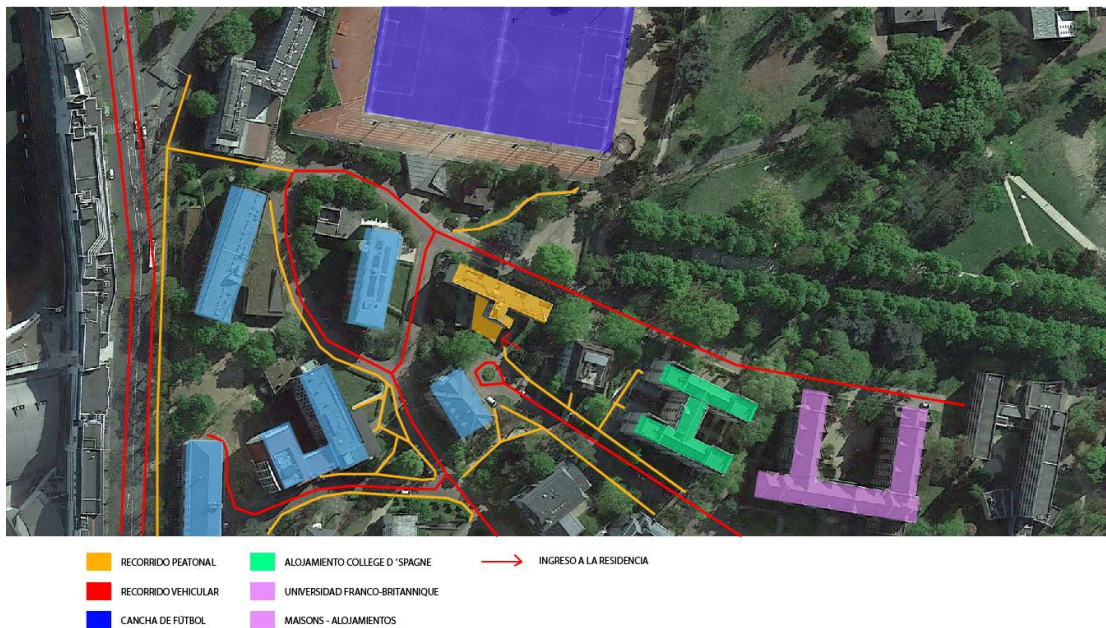 RECORRIDO PEATONAL
ALOJAMIENTO COLLEGE D´SPAGNE
INGRESO A LA RESIDENCIA
RECORRIDO VEHICULAR
UNIVERSIDAD FRANCO-BRITANNIQUE
CANCHA DE FÚTBOL
MAISONS - ALOJAMIENTOS